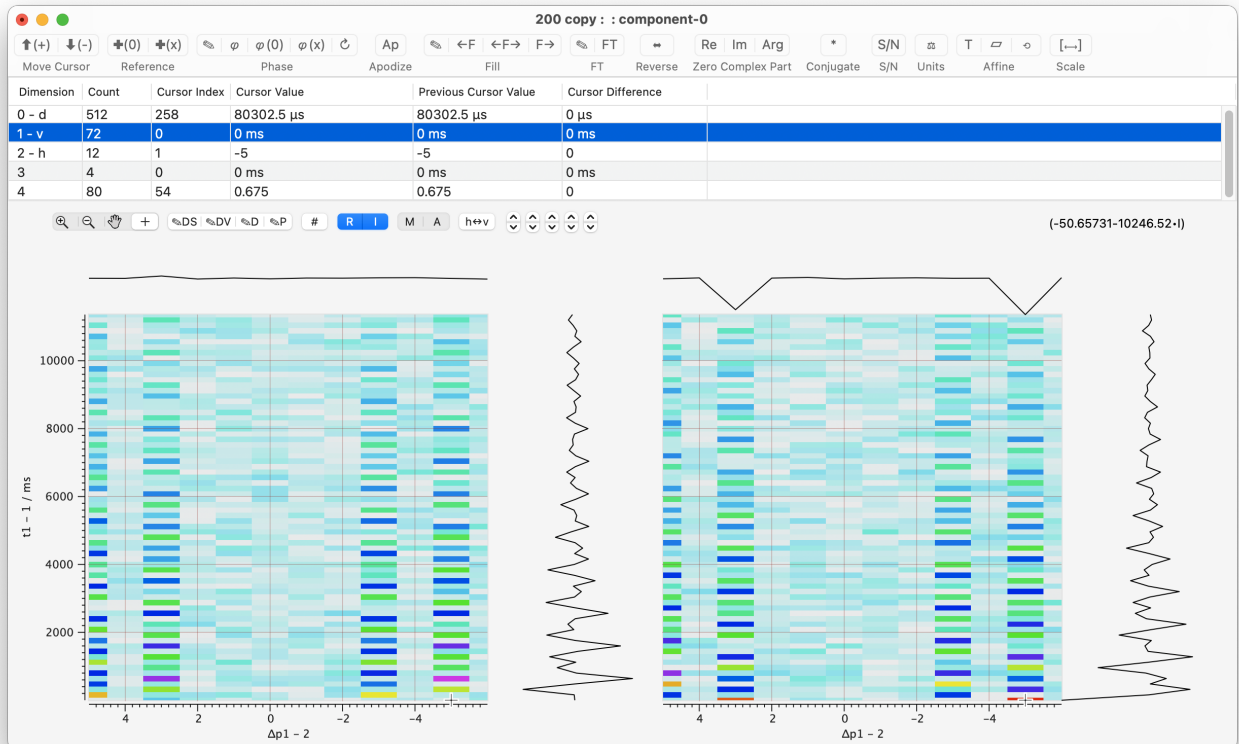 200 copy : : component-0
⬆(+) ⬇(-) ✚(0) ✚(x) ✎ φ φ(0) φ(x) ↻ Ap ✎ ←F ←F→ F→ ✎ FT ⬌ Re Im Arg * S/N ⚖ T ▱ ⟲ [↔]
Move Cursor Reference Phase Apodize Fill FT Reverse Zero Complex Part Conjugate S/N Units Affine Scale
Dimension Count Cursor Index Cursor Value Previous Cursor Value Cursor Difference
0 - d 512 258 80302.5 µs 80302.5 µs 0 µs
1 - v 72 0 0 ms 0 ms 0 ms
2 - h 12 1 -5 -5 0
3 4 0 0 ms 0 ms 0 ms
4 80 54 0.675 0.675 0
+ ✎DS ✎DV ✎D ✎P # R I M A h↔v (-50.65731-10246.52•I)
10000
8000
6000
4000
2000
t1 − 1 / ms
4 2 0 -2 -4 4 2 0 -2 -4
Δp1 − 2 Δp1 − 2